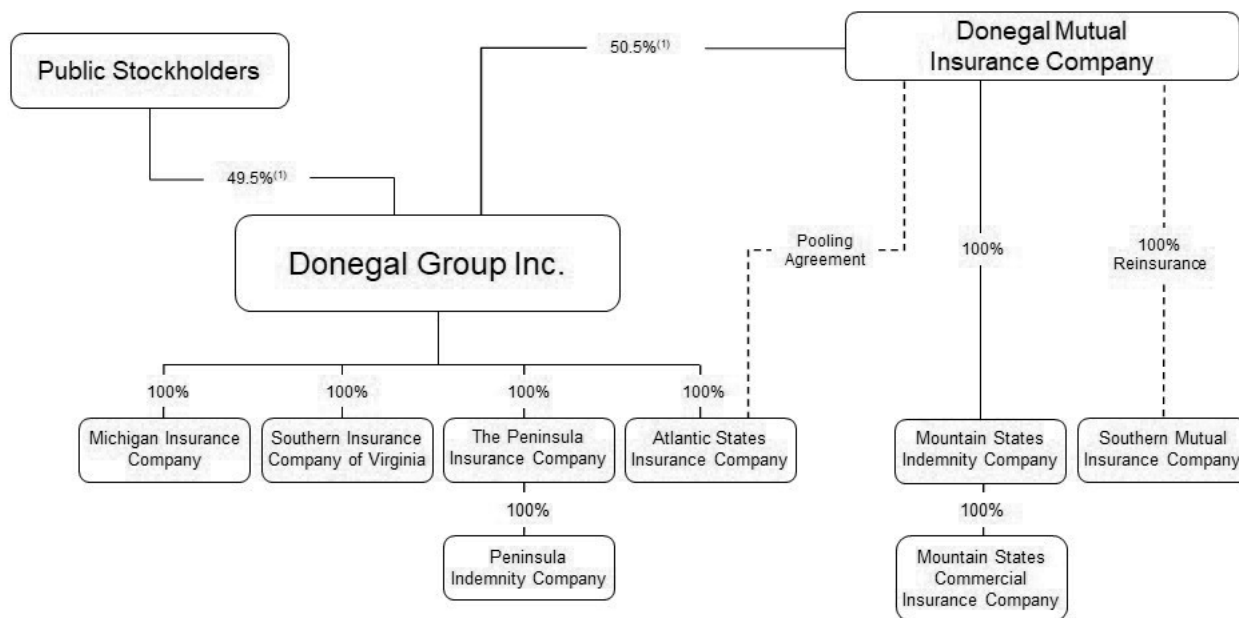 Public Stockholders
50.5%(1)
Donegal Mutual
Insurance Company
49.5%(1)
Donegal Group Inc.
Pooling
Agreement
100%
100%
Reinsurance
100%
100%
100%
100%
Michigan Insurance
Company
Southern Insurance
Company of Virginia
The Peninsula
Insurance Company
Atlantic States
Insurance Company
Mountain States
Indemnity Company
Southern Mutual
Insurance Company
100%
100%
Peninsula
Indemnity Company
Mountain States
Commercial
Insurance Company